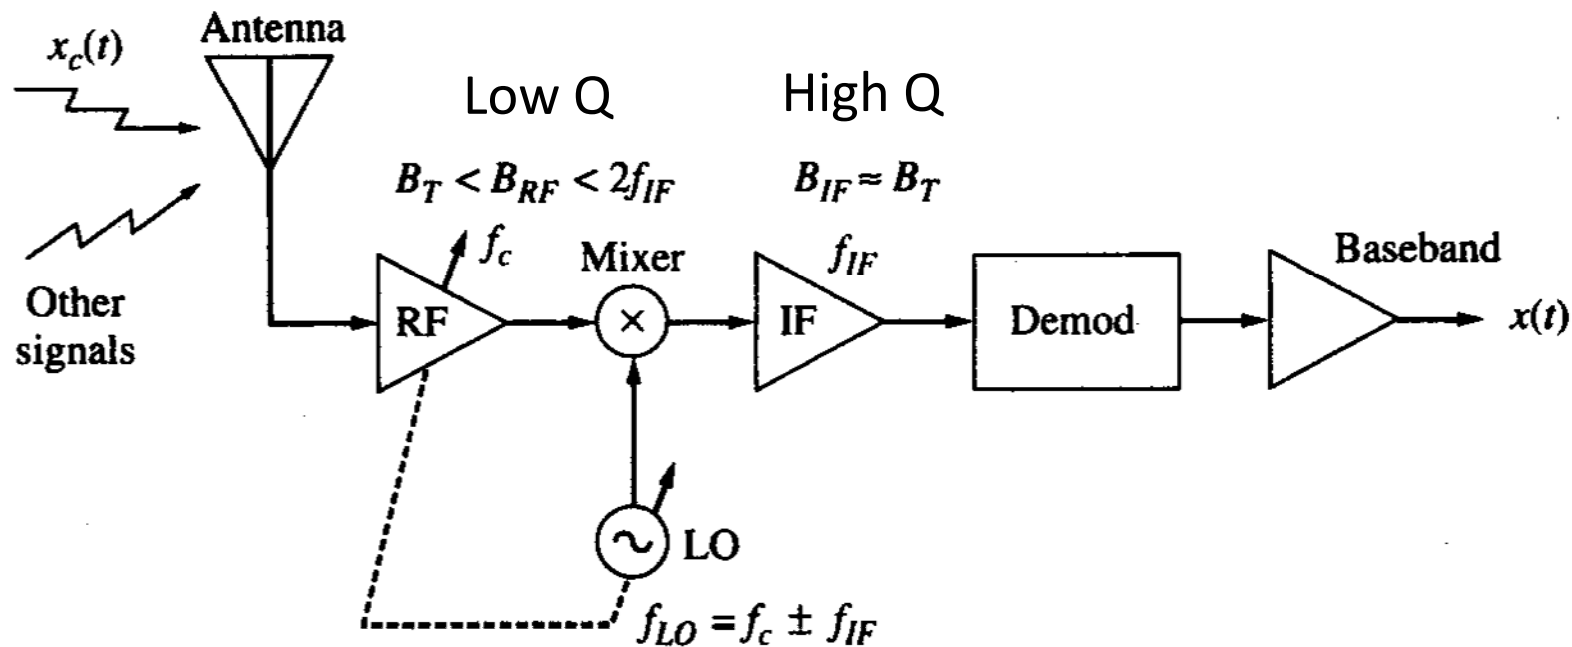 Antenna
x_c(t)
Low Q
High Q
B_T < B_RF < 2f_IF
B_IF ≈ B_T
f_c
Mixer
f_IF
Baseband
Other
signals
RF
×
IF
Demod
x(t)
LO
f_LO = f_c ± f_IF